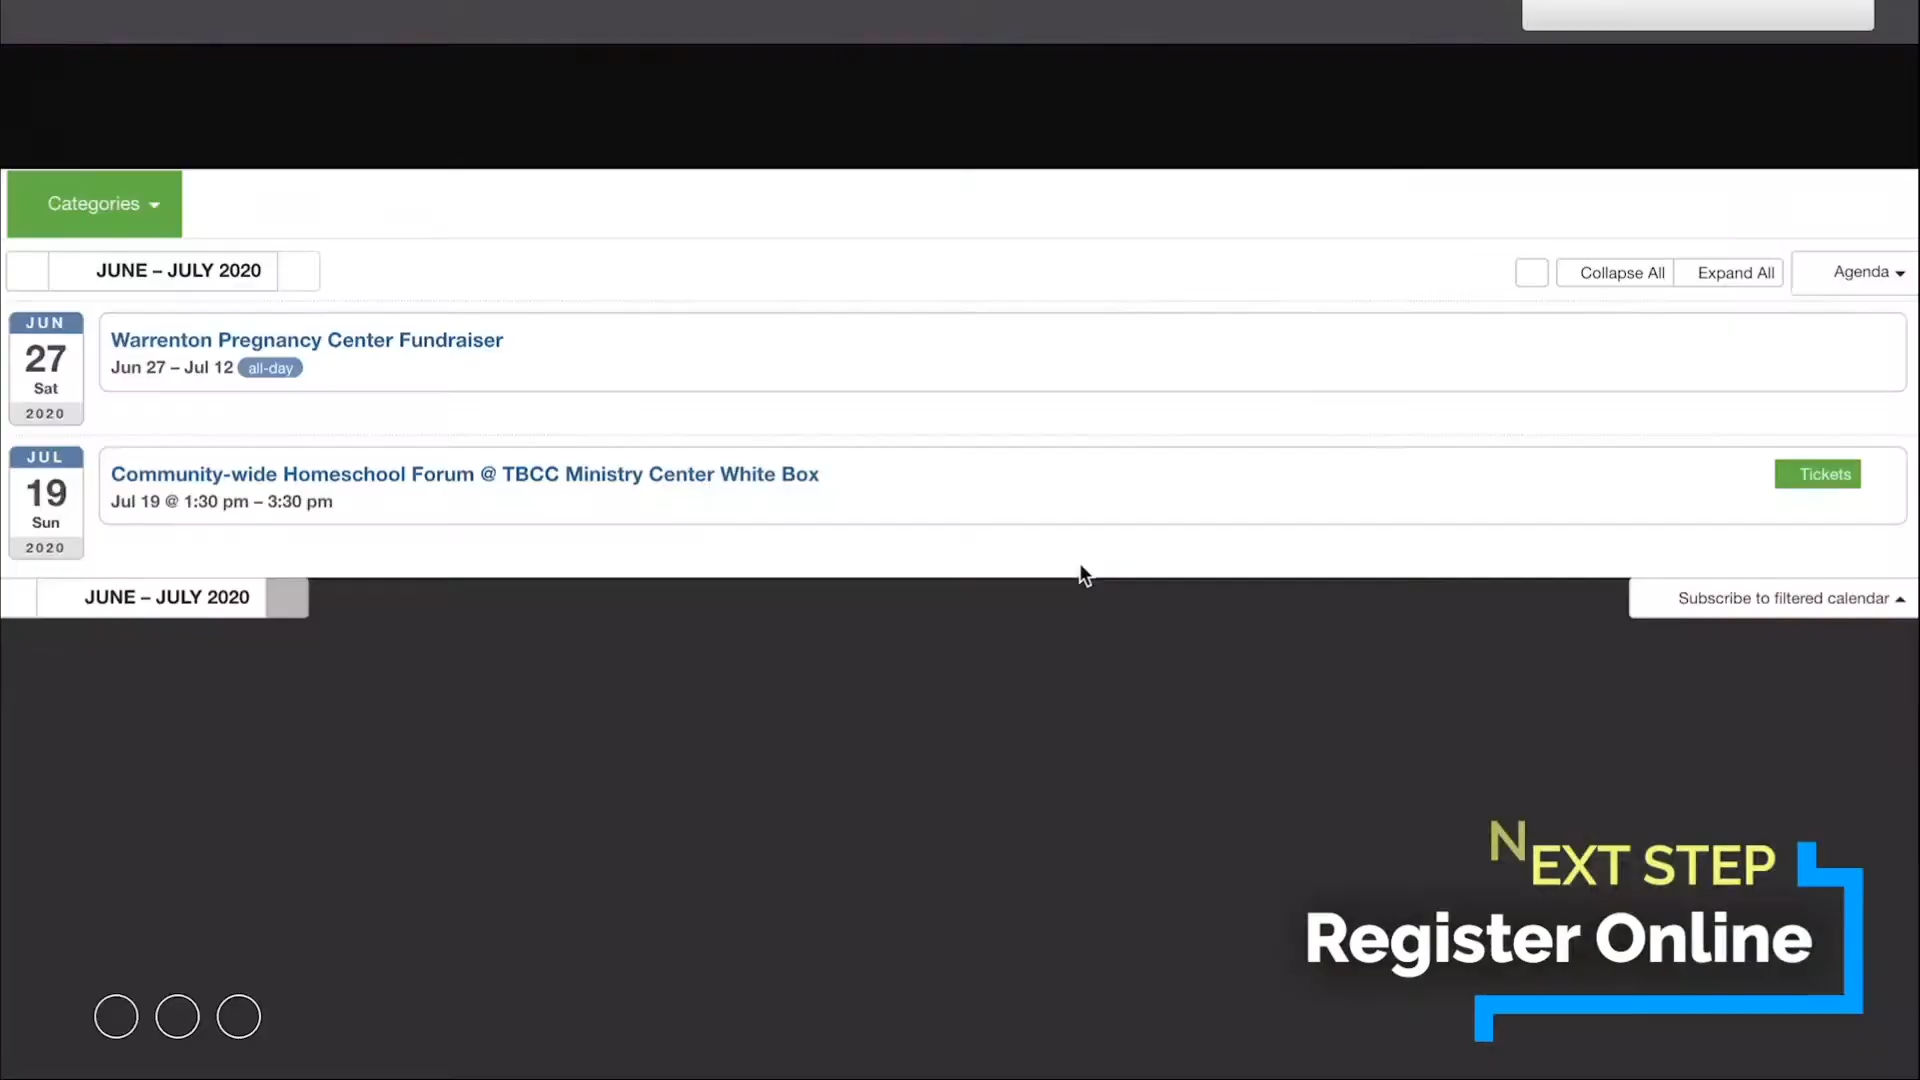 Categories
JUNE – JULY 2020
Collapse All
Expand All
Agenda
JUN
27
Sat
2020
Warrenton Pregnancy Center Fundraiser
Jun 27 – Jul 12 all-day
JUL
19
Sun
2020
Community-wide Homeschool Forum @ TBCC Ministry Center White Box
Jul 19 @ 1:30 pm – 3:30 pm
Tickets
JUNE – JULY 2020
Subscribe to filtered calendar
NEXT STEP
Register Online